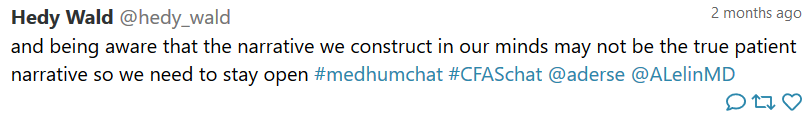 Hedy Wald @hedy_wald 2 months ago
and being aware that the narrative we construct in our minds may not be the true patient
narrative so we need to stay open #medhumchat #CFASchat @aderse @ALelinMD